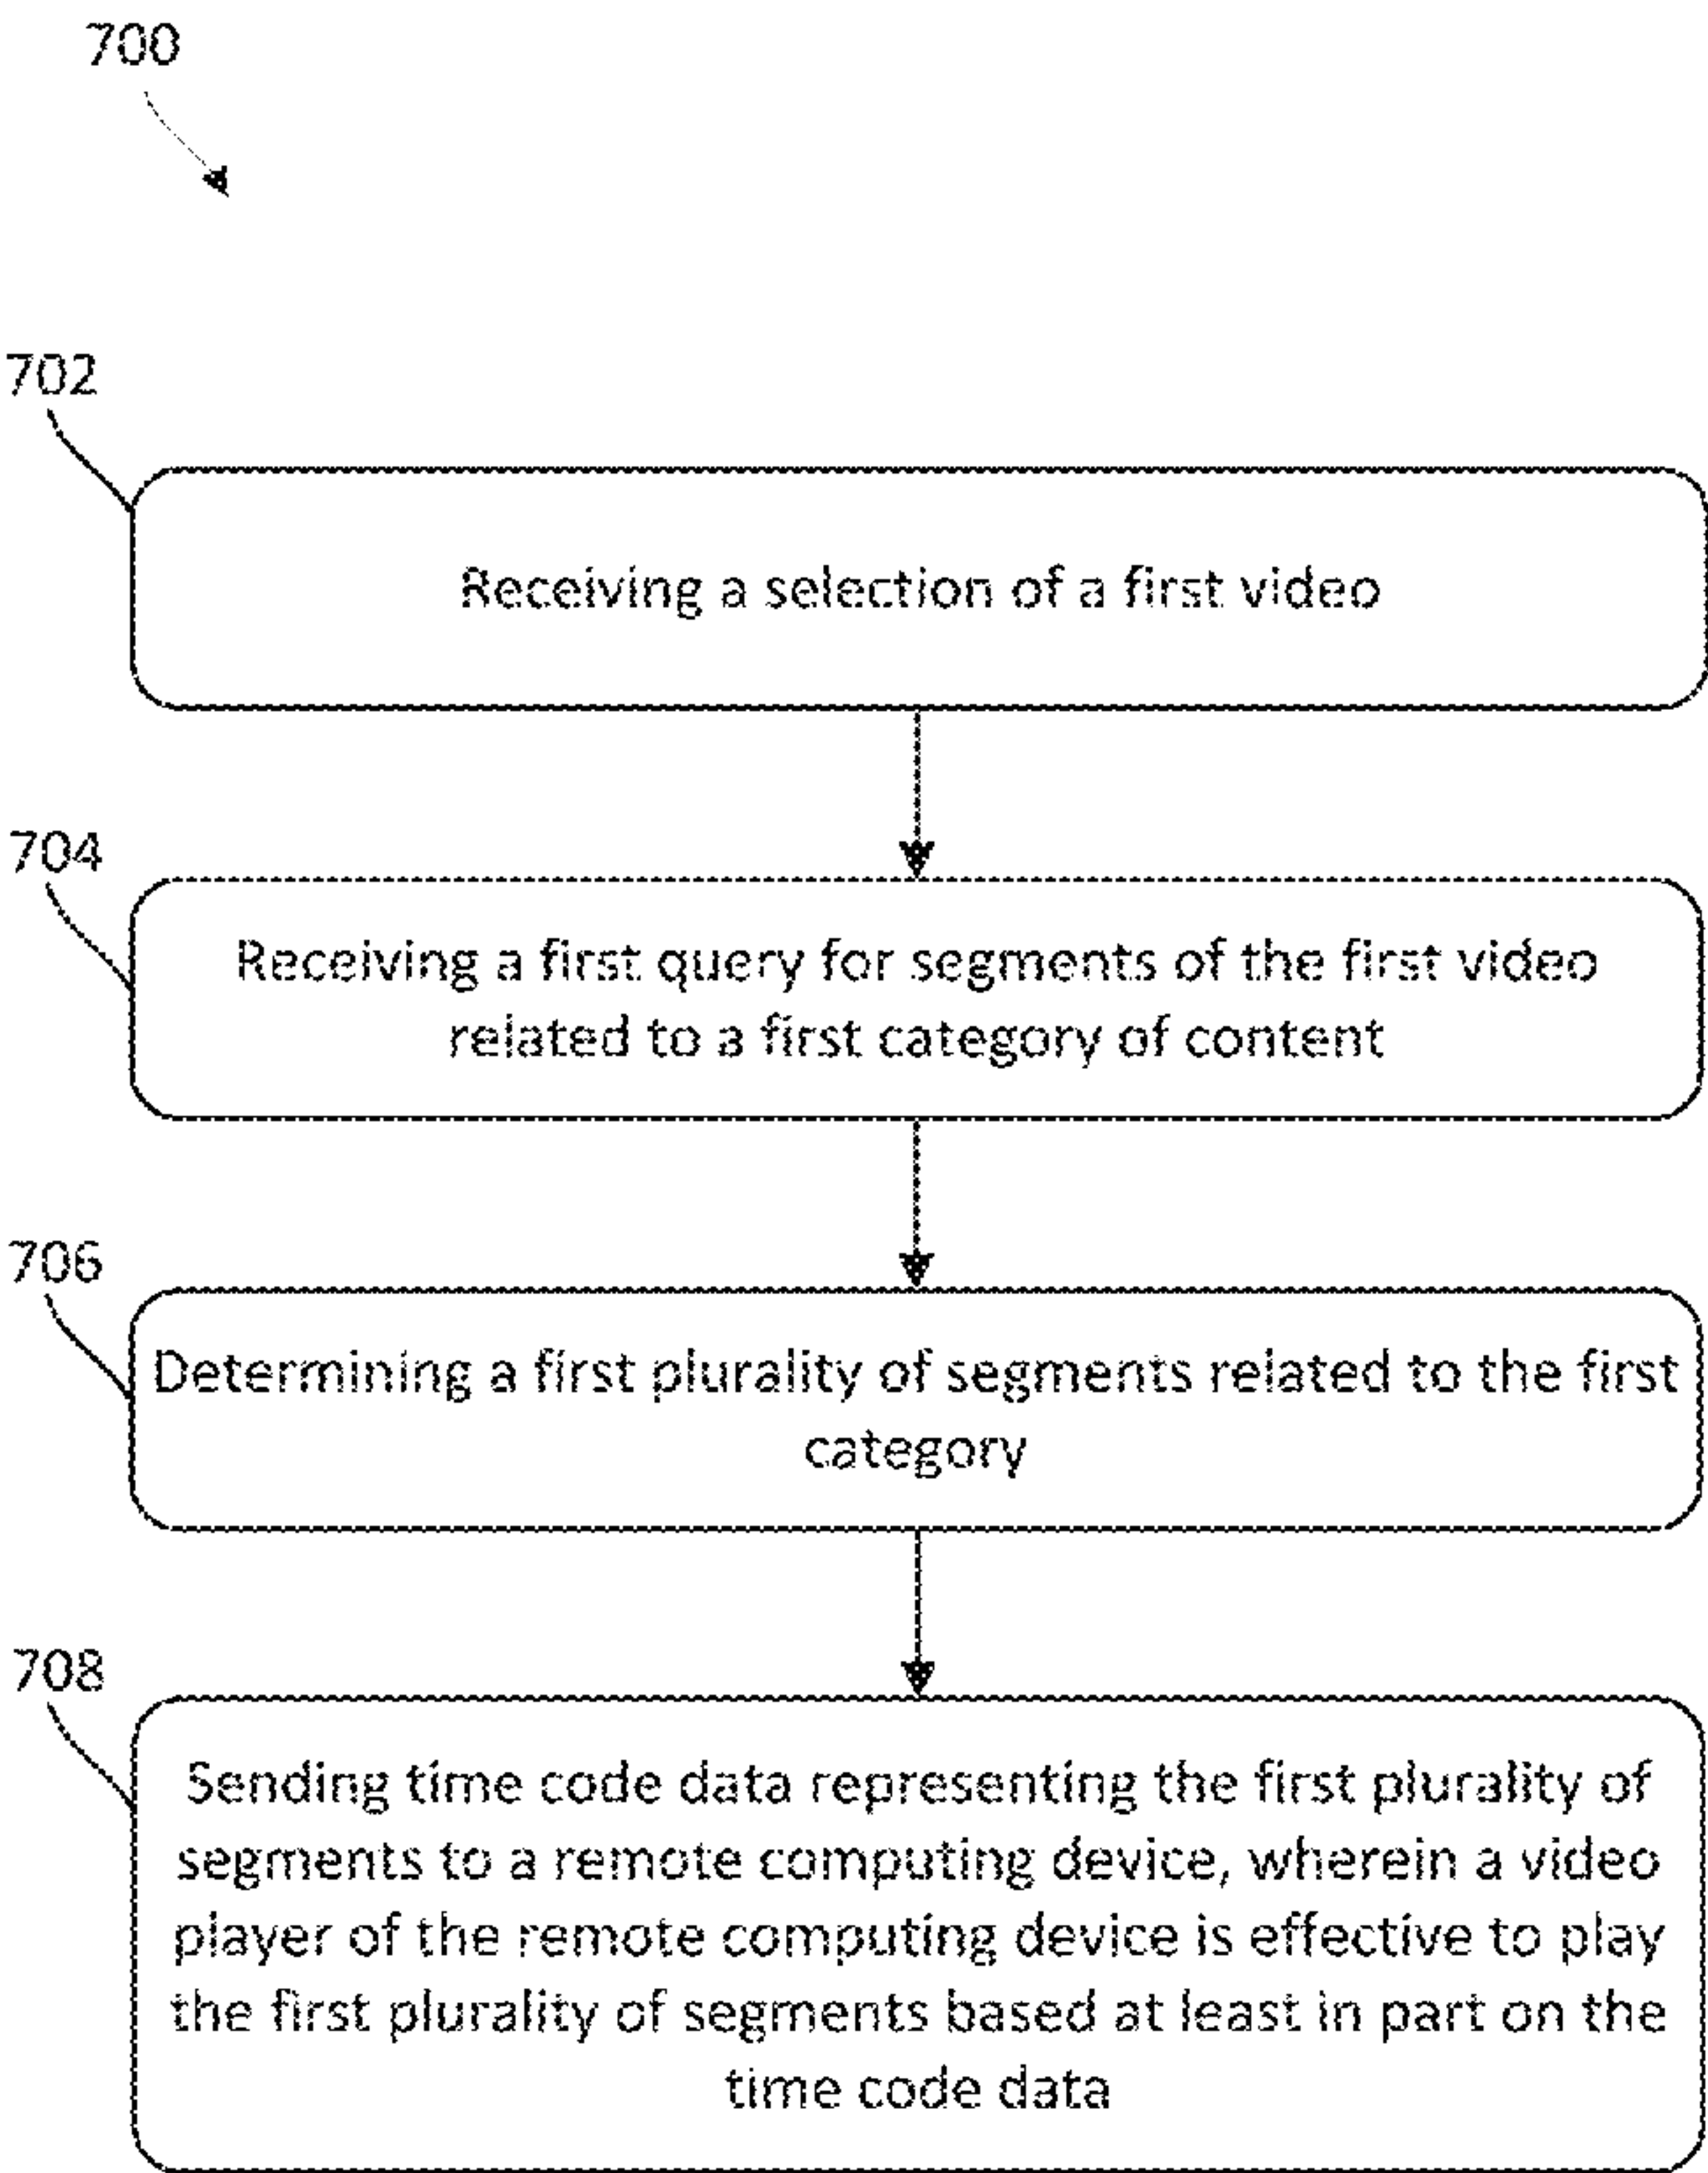 700
702
Receiving a selection of a first video
704
Receiving a first query for segments of the first video
related to a first category of content
706
Determining a first plurality of segments related to the first
category
708
Sending time code data representing the first plurality of
segments to a remote computing device, wherein a video
player of the remote computing device is effective to play
the first plurality of segments based at least in part on the
time code data